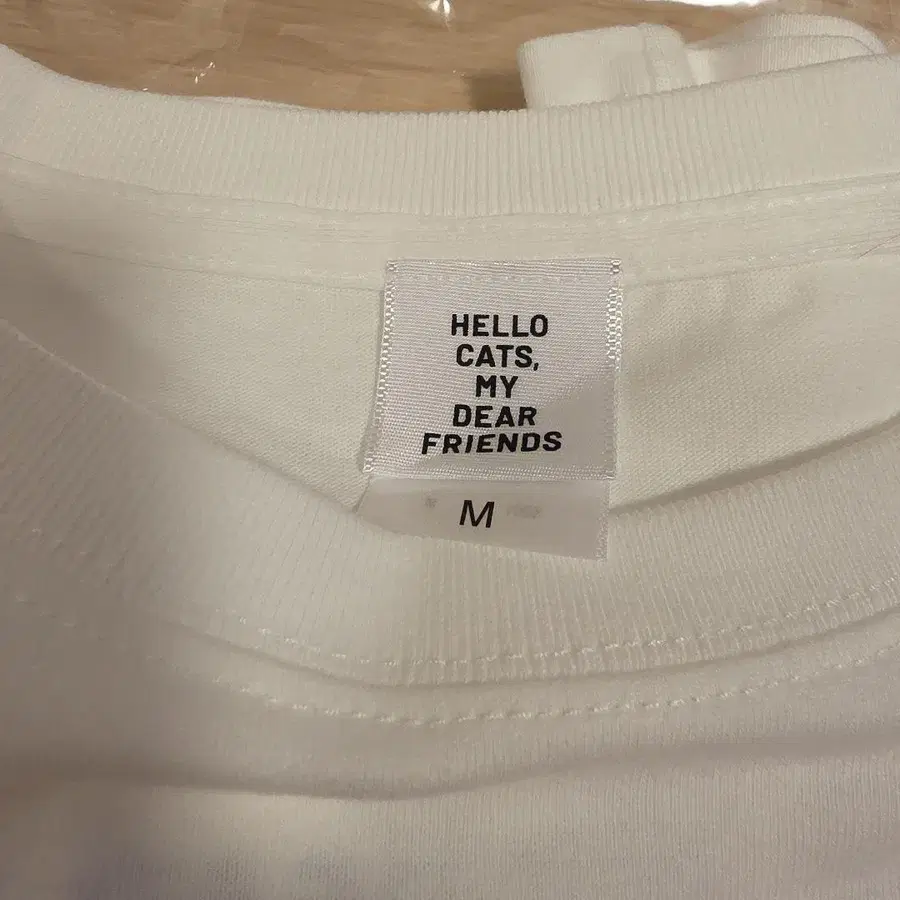 HELLO
CATS,
MY
DEAR
FRIENDS
M